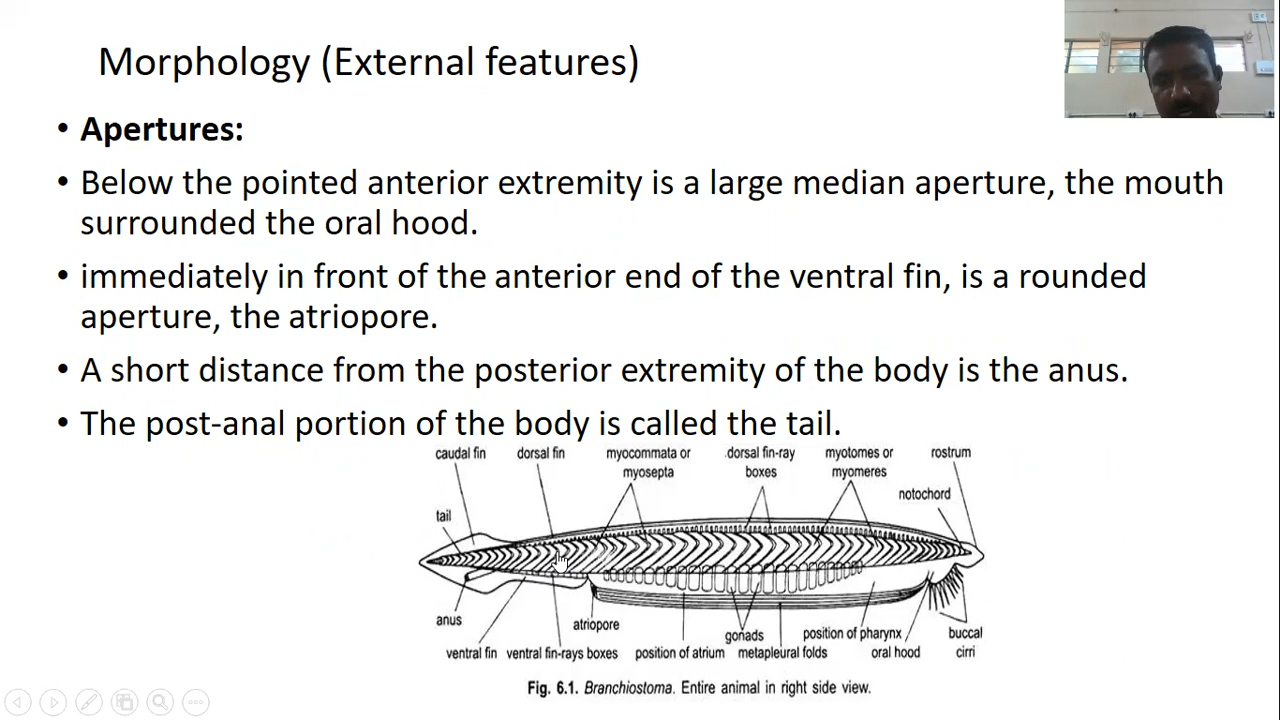 Morphology (External features)
• Apertures:
• Below the pointed anterior extremity is a large median aperture, the mouth
surrounded the oral hood.
• immediately in front of the anterior end of the ventral fin, is a rounded
aperture, the atriopore.
• A short distance from the posterior extremity of the body is the anus.
• The post-anal portion of the body is called the tail.
caudal fin
dorsal fin
myocommata or
myosepta
dorsal fin-ray
boxes
myotomes or
myomeres
rostrum
notochord
tail
anus
atriopore
gonads
position of pharynx
buccal
cirri
ventral fin
ventral fin-rays boxes
position of atrium
metapleural folds
oral hood
Fig. 6.1. Branchiostoma. Entire animal in right side view.